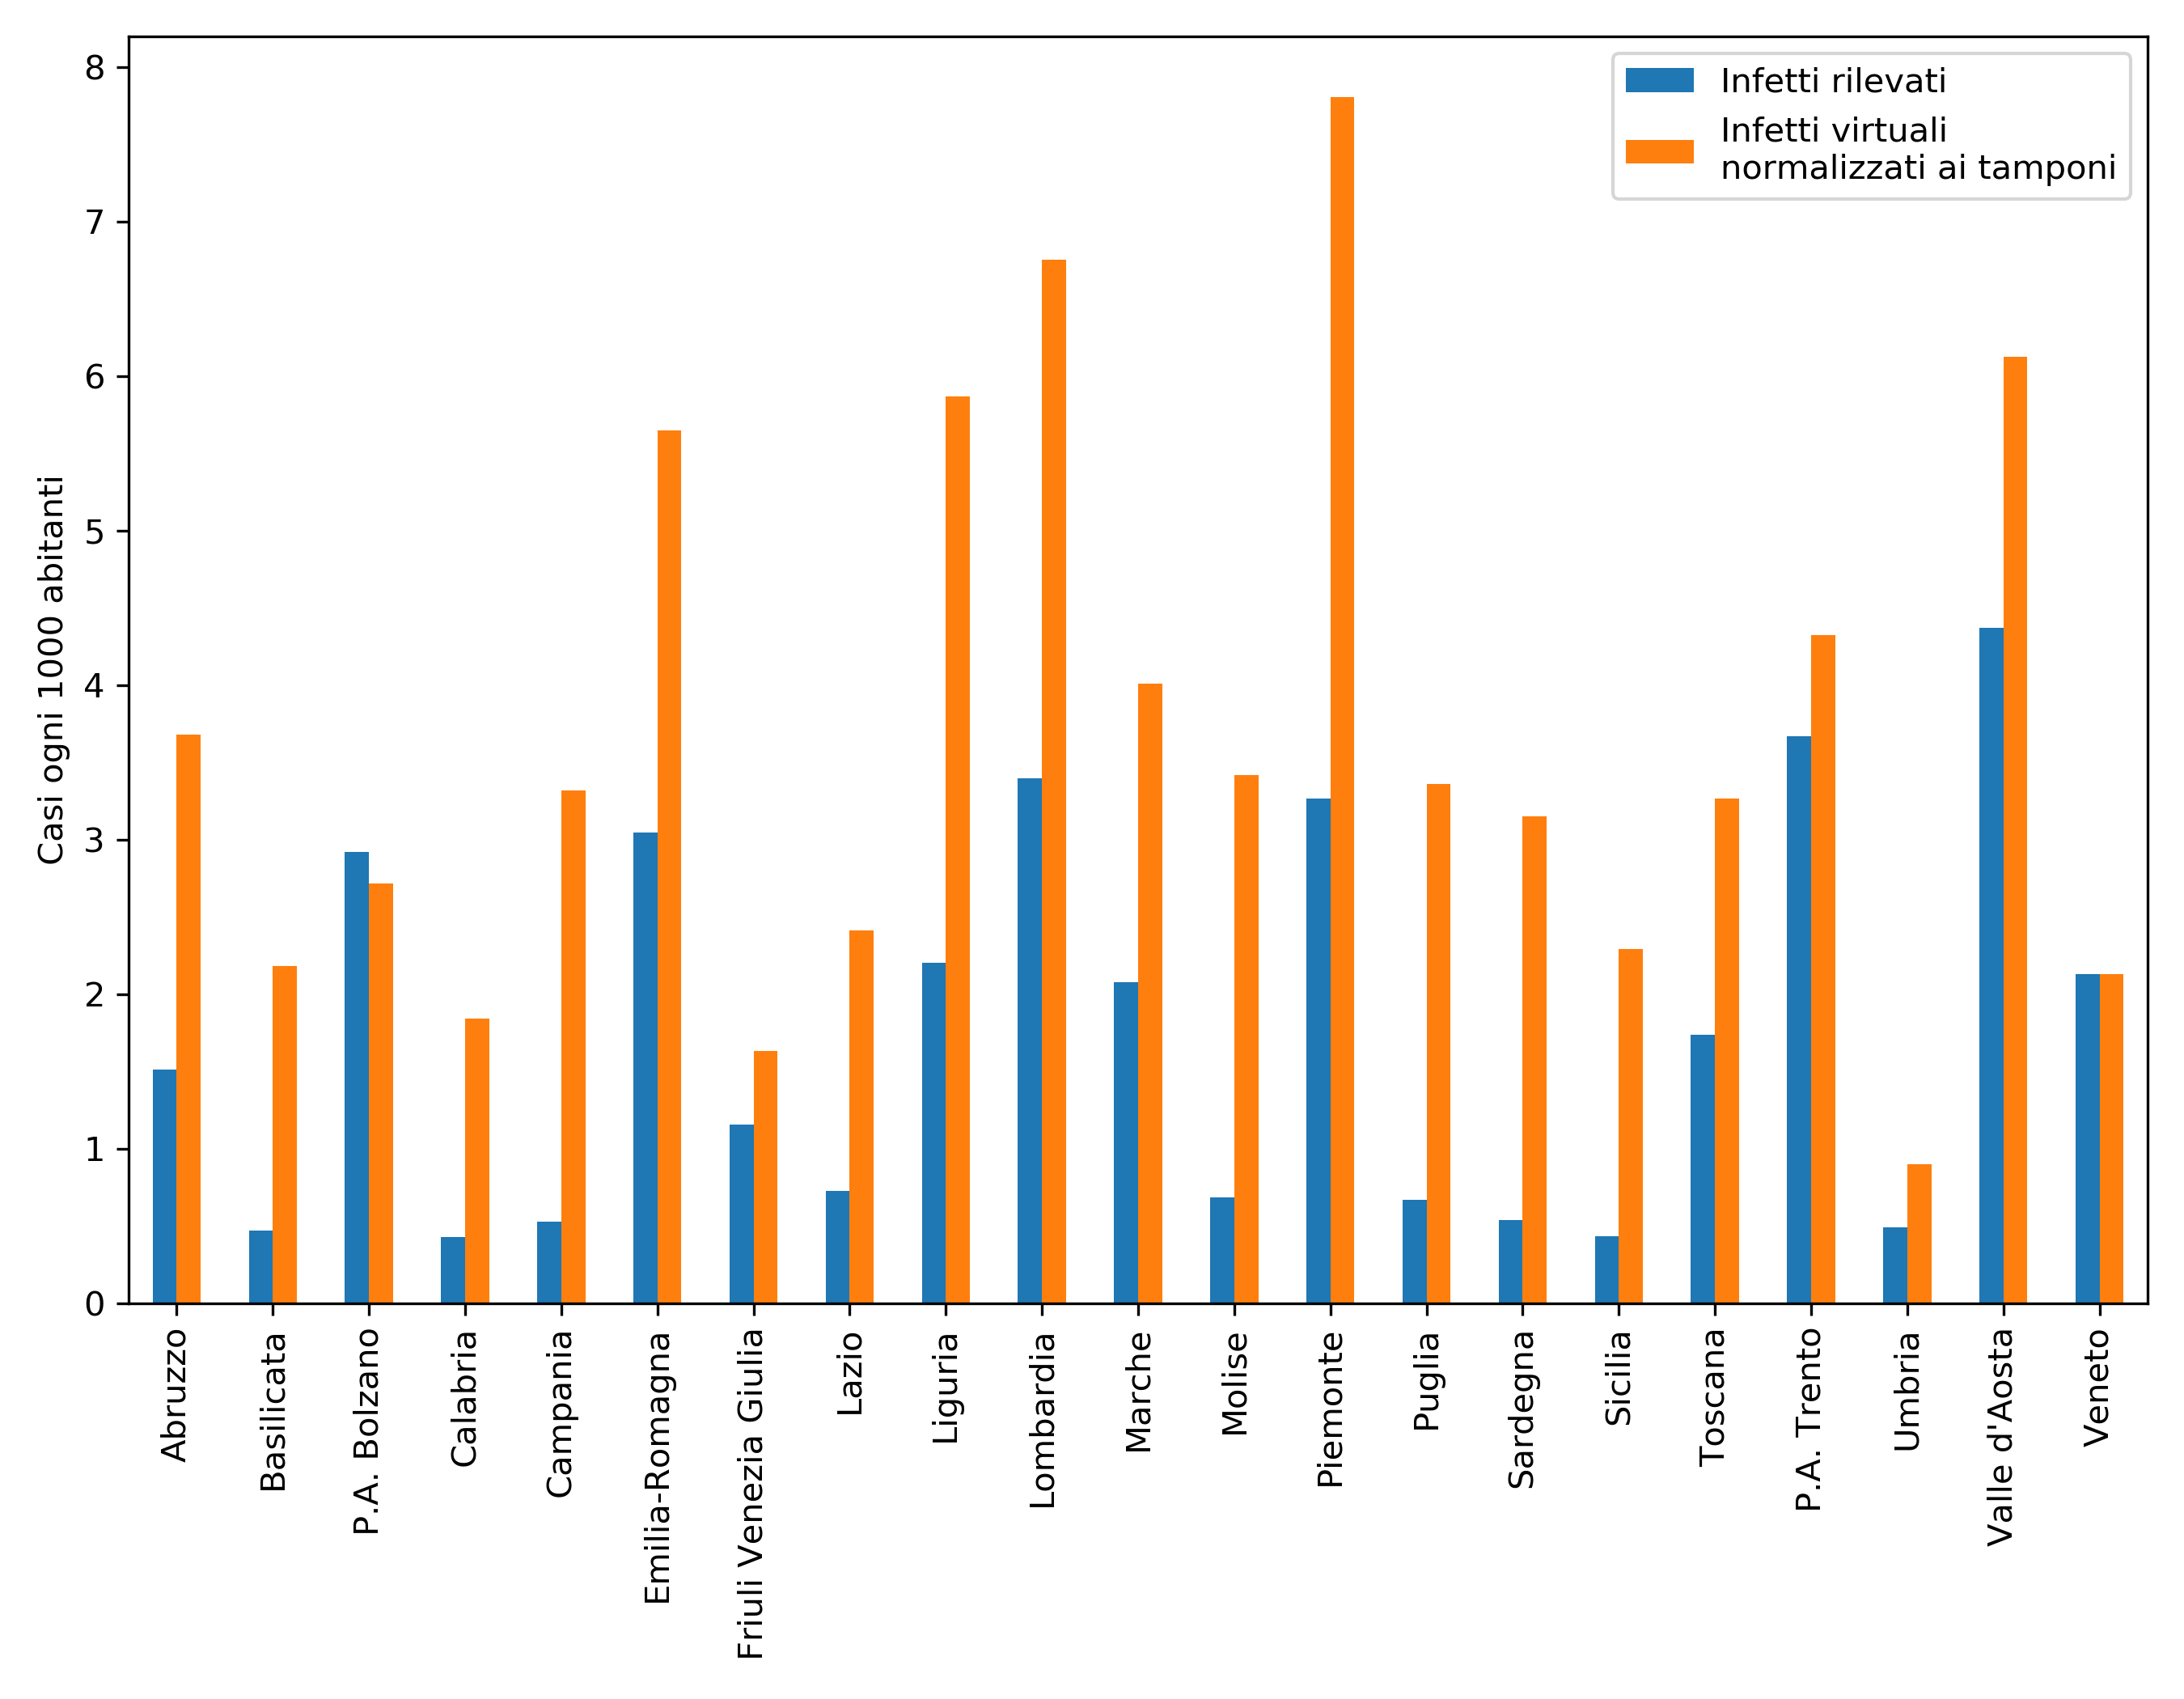 8
7
6
5
4
3
2
1
0
Casi ogni 1000 abitanti
Infetti rilevati
Infetti virtuali
normalizzati ai tamponi
Abruzzo
Basilicata
P.A. Bolzano
Calabria
Campania
Emilia-Romagna
Friuli Venezia Giulia
Lazio
Liguria
Lombardia
Marche
Molise
Piemonte
Puglia
Sardegna
Sicilia
Toscana
P.A. Trento
Umbria
Valle d'Aosta
Veneto